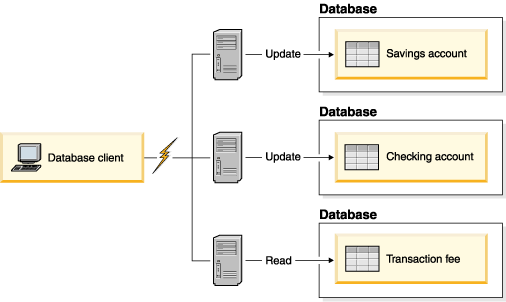 Database
Update
Savings account
Database
Database client
Update
Checking account
Database
Read
Transaction fee